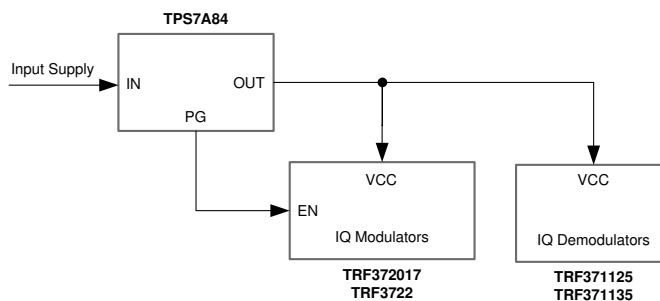 TPS7A84
Input Supply
IN
OUT
PG
VCC
EN
IQ Modulators
TRF372017
TRF3722
VCC
IQ Demodulators
TRF371125
TRF371135